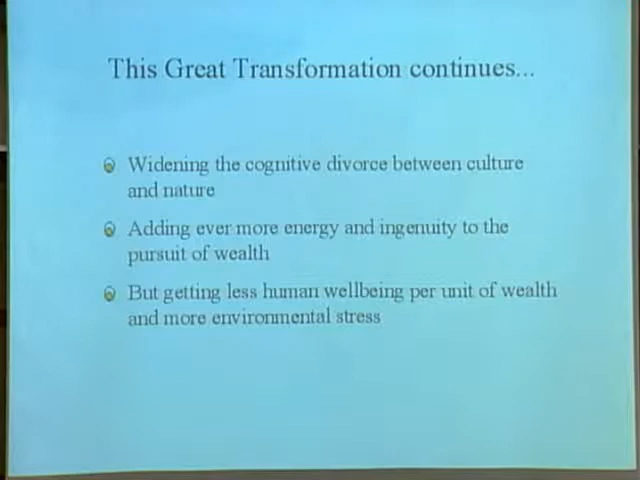 This Great Transformation continues...
Widening the cognitive divorce between culture
and nature
Adding ever more energy and ingenuity to the
pursuit of wealth
But getting less human wellbeing per unit of wealth
and more environmental stress